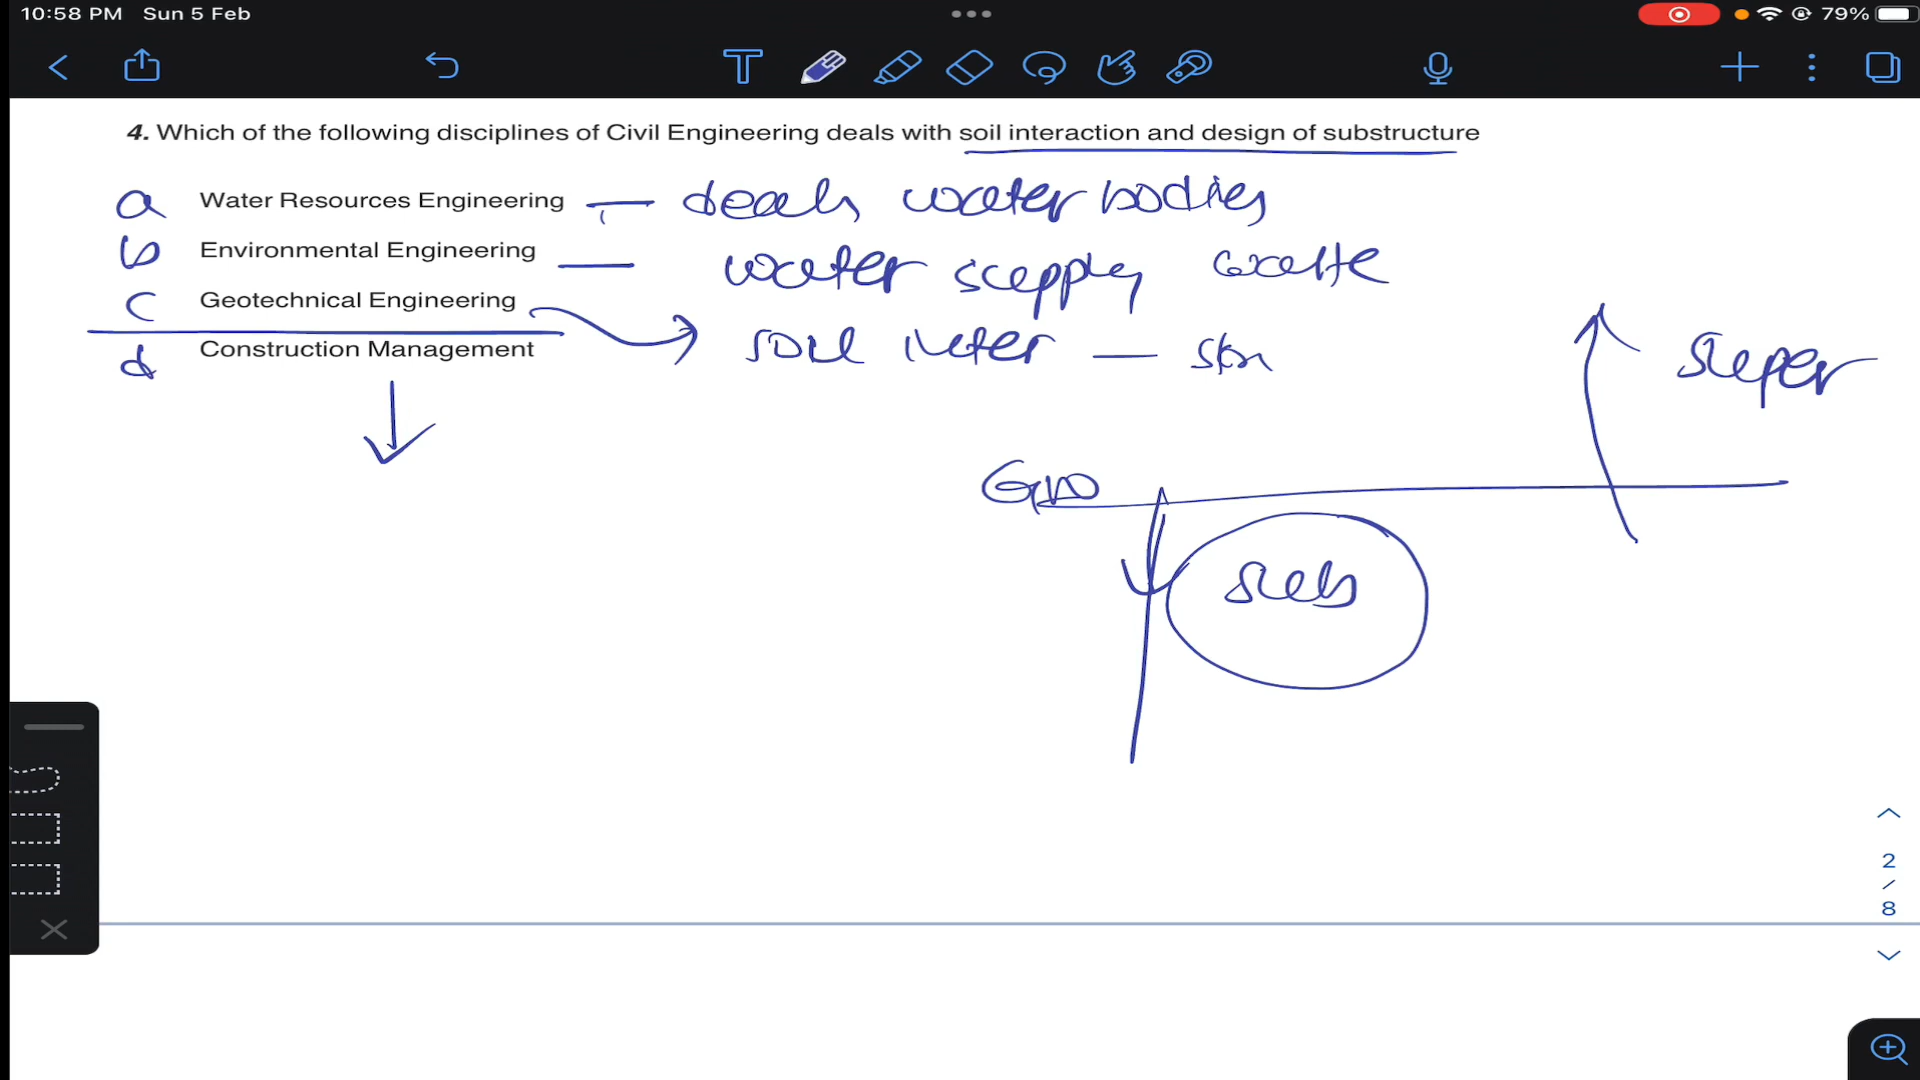 10:58 PM Sun 5 Feb
79%
4. Which of the following disciplines of Civil Engineering deals with soil interaction and design of substructure
a Water Resources Engineering — deals water bodies
b Environmental Engineering — water supply waste
c Geotechnical Engineering soil inter —
d Construction Management
super
sub
2
/
8